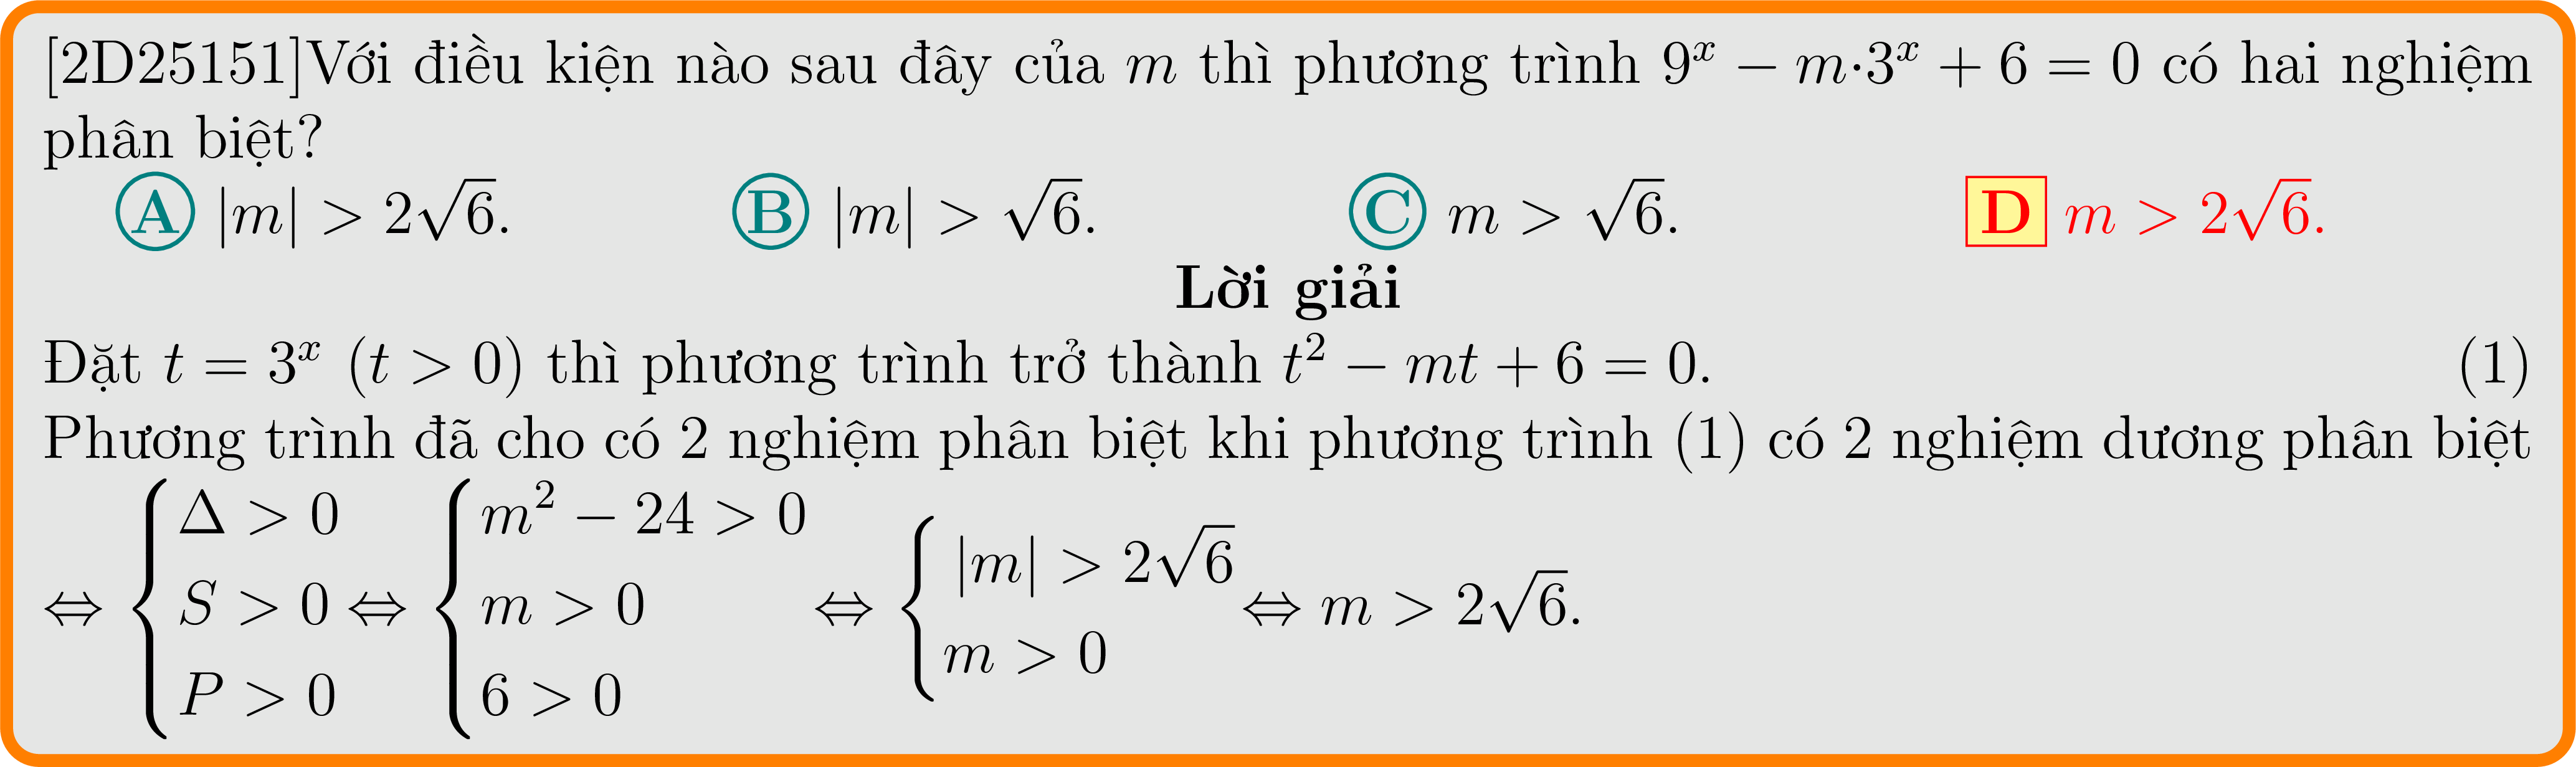 [2D25151]Với điều kiện nào sau đây của $m$ thì phương trình $9^x - m \cdot 3^x + 6 = 0$ có hai nghiệm
phân biệt?
A $|m| > 2\sqrt{6}$. B $|m| > \sqrt{6}$. C $m > \sqrt{6}$. D $m > 2\sqrt{6}$.
Lời giải
Đặt $t = 3^x$ $(t > 0)$ thì phương trình trở thành $t^2 - mt + 6 = 0$. (1)
Phương trình đã cho có 2 nghiệm phân biệt khi phương trình (1) có 2 nghiệm dương phân biệt
$\Leftrightarrow \begin{cases} \Delta > 0 \\ S > 0 \\ P > 0 \end{cases} \Leftrightarrow \begin{cases} m^2 - 24 > 0 \\ m > 0 \\ 6 > 0 \end{cases} \Leftrightarrow \begin{cases} |m| > 2\sqrt{6} \\ m > 0 \end{cases} \Leftrightarrow m > 2\sqrt{6}.$